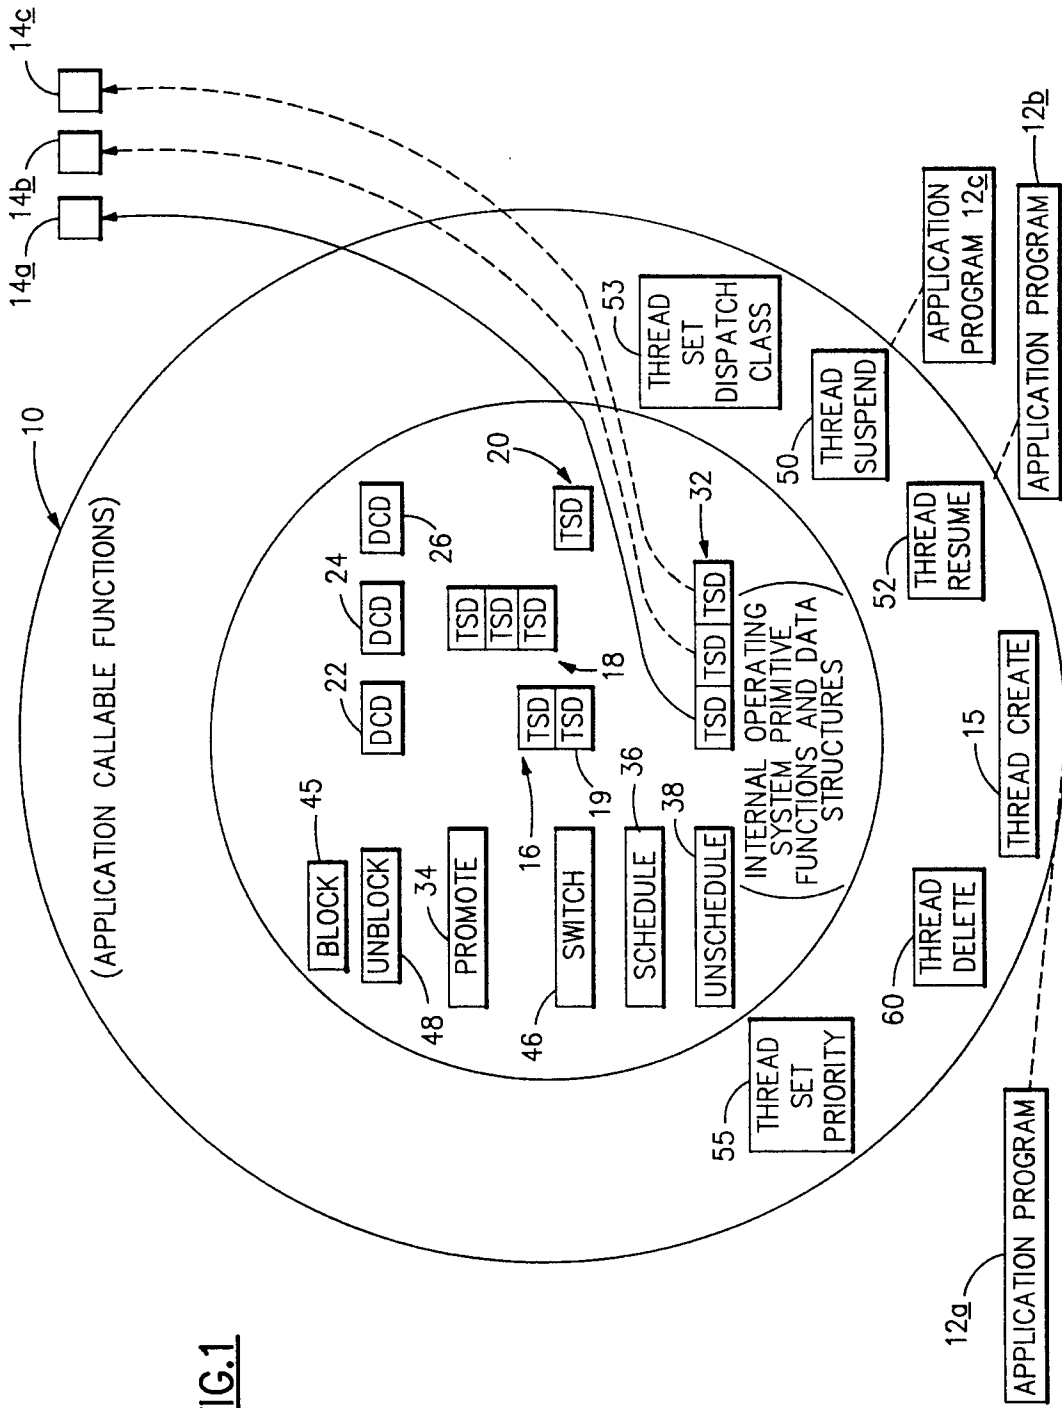 (APPLICATION CALLABLE FUNCTIONS)
10
14a
14b
14c
45
BLOCK
UNBLOCK
48
22
DCD
24
DCD
DCD
26
34
PROMOTE
TSD
TSD
TSD
18
16
TSD
TSD
19
20
TSD
46
SWITCH
36
SCHEDULE
38
UNSCHEDULE
TSD
TSD
TSD
32
INTERNAL OPERATING
SYSTEM PRIMITIVE
FUNCTIONS AND DATA
STRUCTURES
53
THREAD
SET
DISPATCH
CLASS
55
THREAD
SET
PRIORITY
50
THREAD
SUSPEND
52
THREAD
RESUME
60
THREAD
DELETE
15
THREAD CREATE
APPLICATION
PROGRAM 12c
12a
APPLICATION PROGRAM
APPLICATION PROGRAM
12b
IG.1